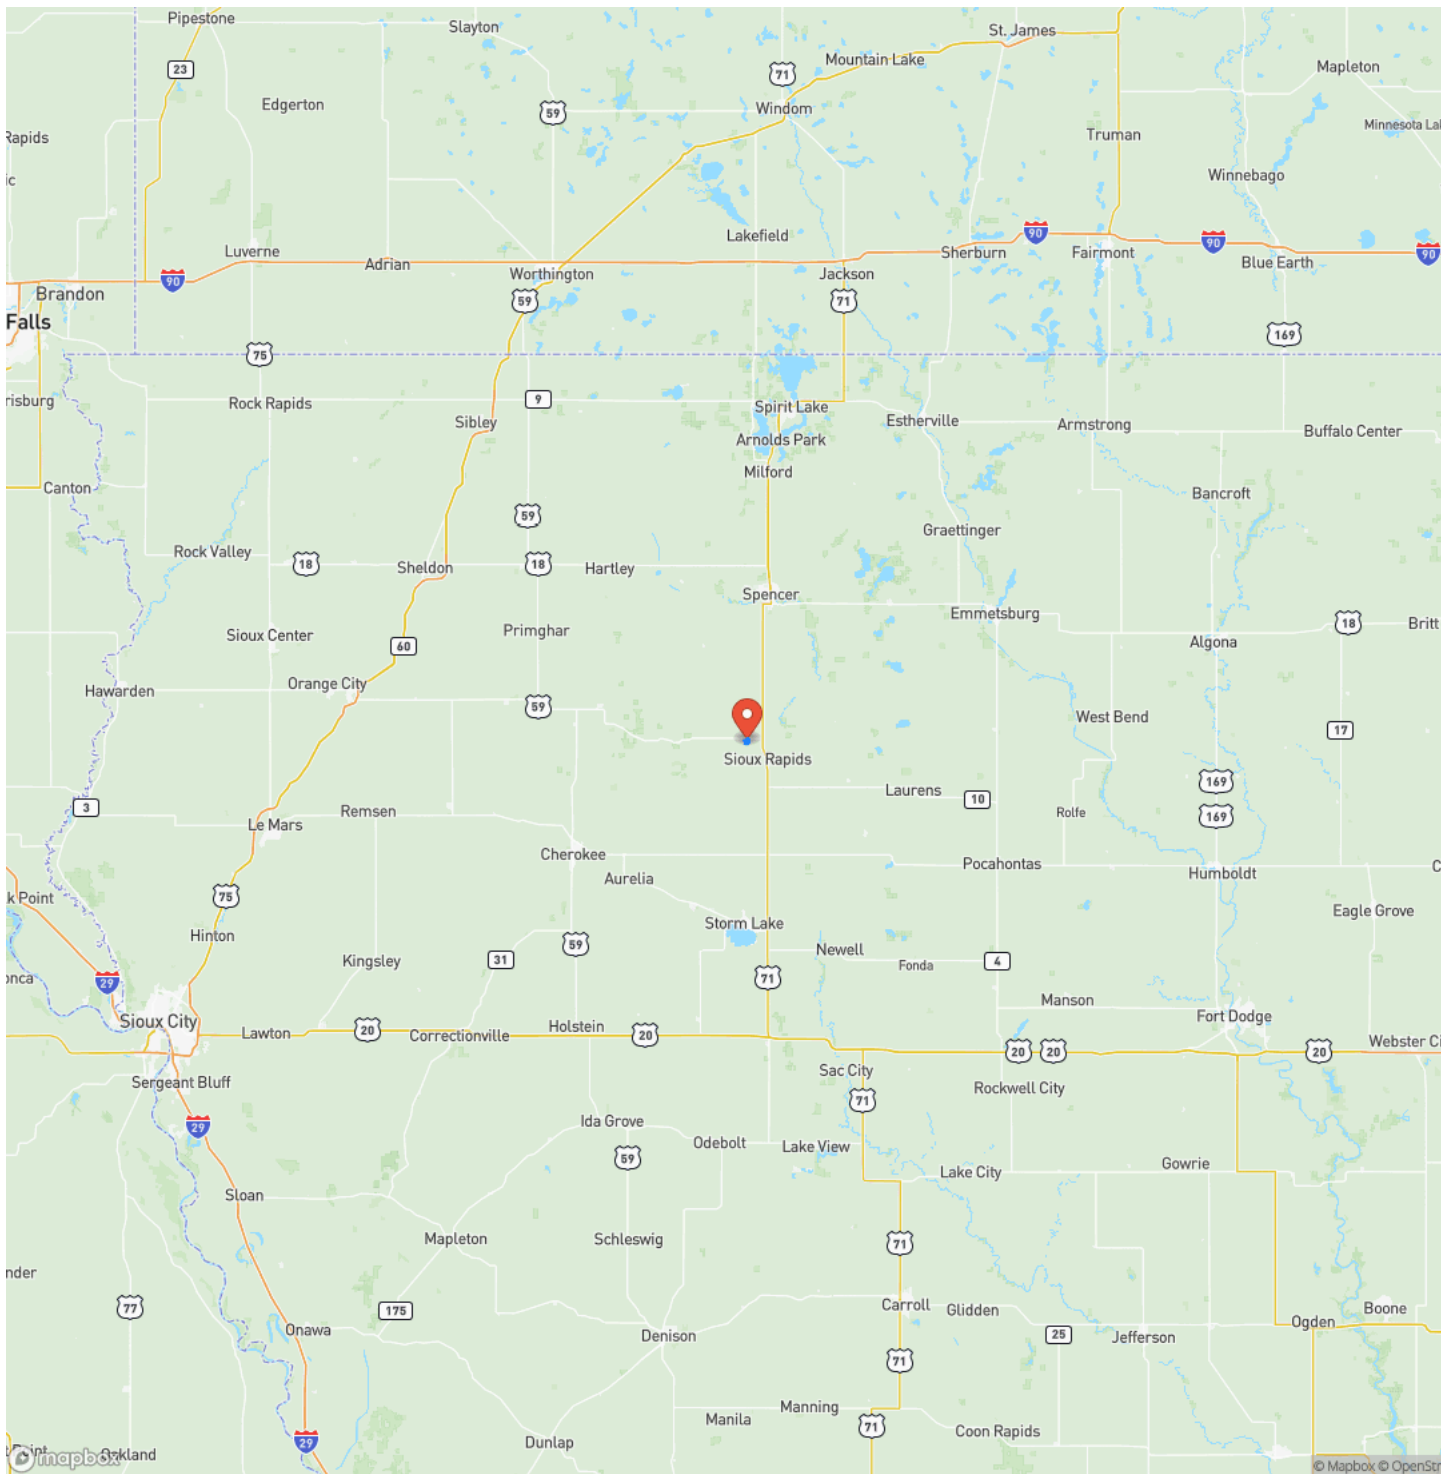 Pipestone
Slayton
St. James
23
71
Mountain Lake
Mapleton
Edgerton
59
Windom
Minnesota La
Rapids
Truman
ic
Winnebago
Lakefield
90
90
90
Luverne
Adrian
Sherburn
Fairmont
Blue Earth
Worthington
Jackson
90
Brandon
59
71
Falls
169
75
risburg
Rock Rapids
9
Spirit Lake
Sibley
Estherville
Armstrong
Buffalo Center
Arnolds Park
Milford
Canton
Bancroft
59
Graettinger
Rock Valley
18
Sheldon
18
Hartley
Spencer
Emmetsburg
18
Britt
Sioux Center
Primghar
60
Algona
Hawarden
Orange City
59
West Bend
17
Sioux Rapids
169
Laurens
10
3
Remsen
Rolfe
169
Le Mars
Cherokee
Pocahontas
C
Humboldt
Aurelia
k Point
75
Eagle Grove
Storm Lake
Hinton
59
Newell
Kingsley
31
Fonda
4
onca
29
71
Manson
Sioux City
Lawton
20
Correctionville
Holstein
20
Fort Dodge
20
20
20
Webster Ci
Sergeant Bluff
Sac City
Rockwell City
71
29
Ida Grove
59
Odebolt
Lake View
Gowrie
Lake City
Sloan
Mapleton
Schleswig
71
nder
77
175
Carroll
Glidden
Boone
Onawa
Denison
25
Jefferson
Ogden
71
Manila
Manning
71
Coon Rapids
29
Dunlap
t Point
Oakland
mapbox
© Mapbox © OpenStr